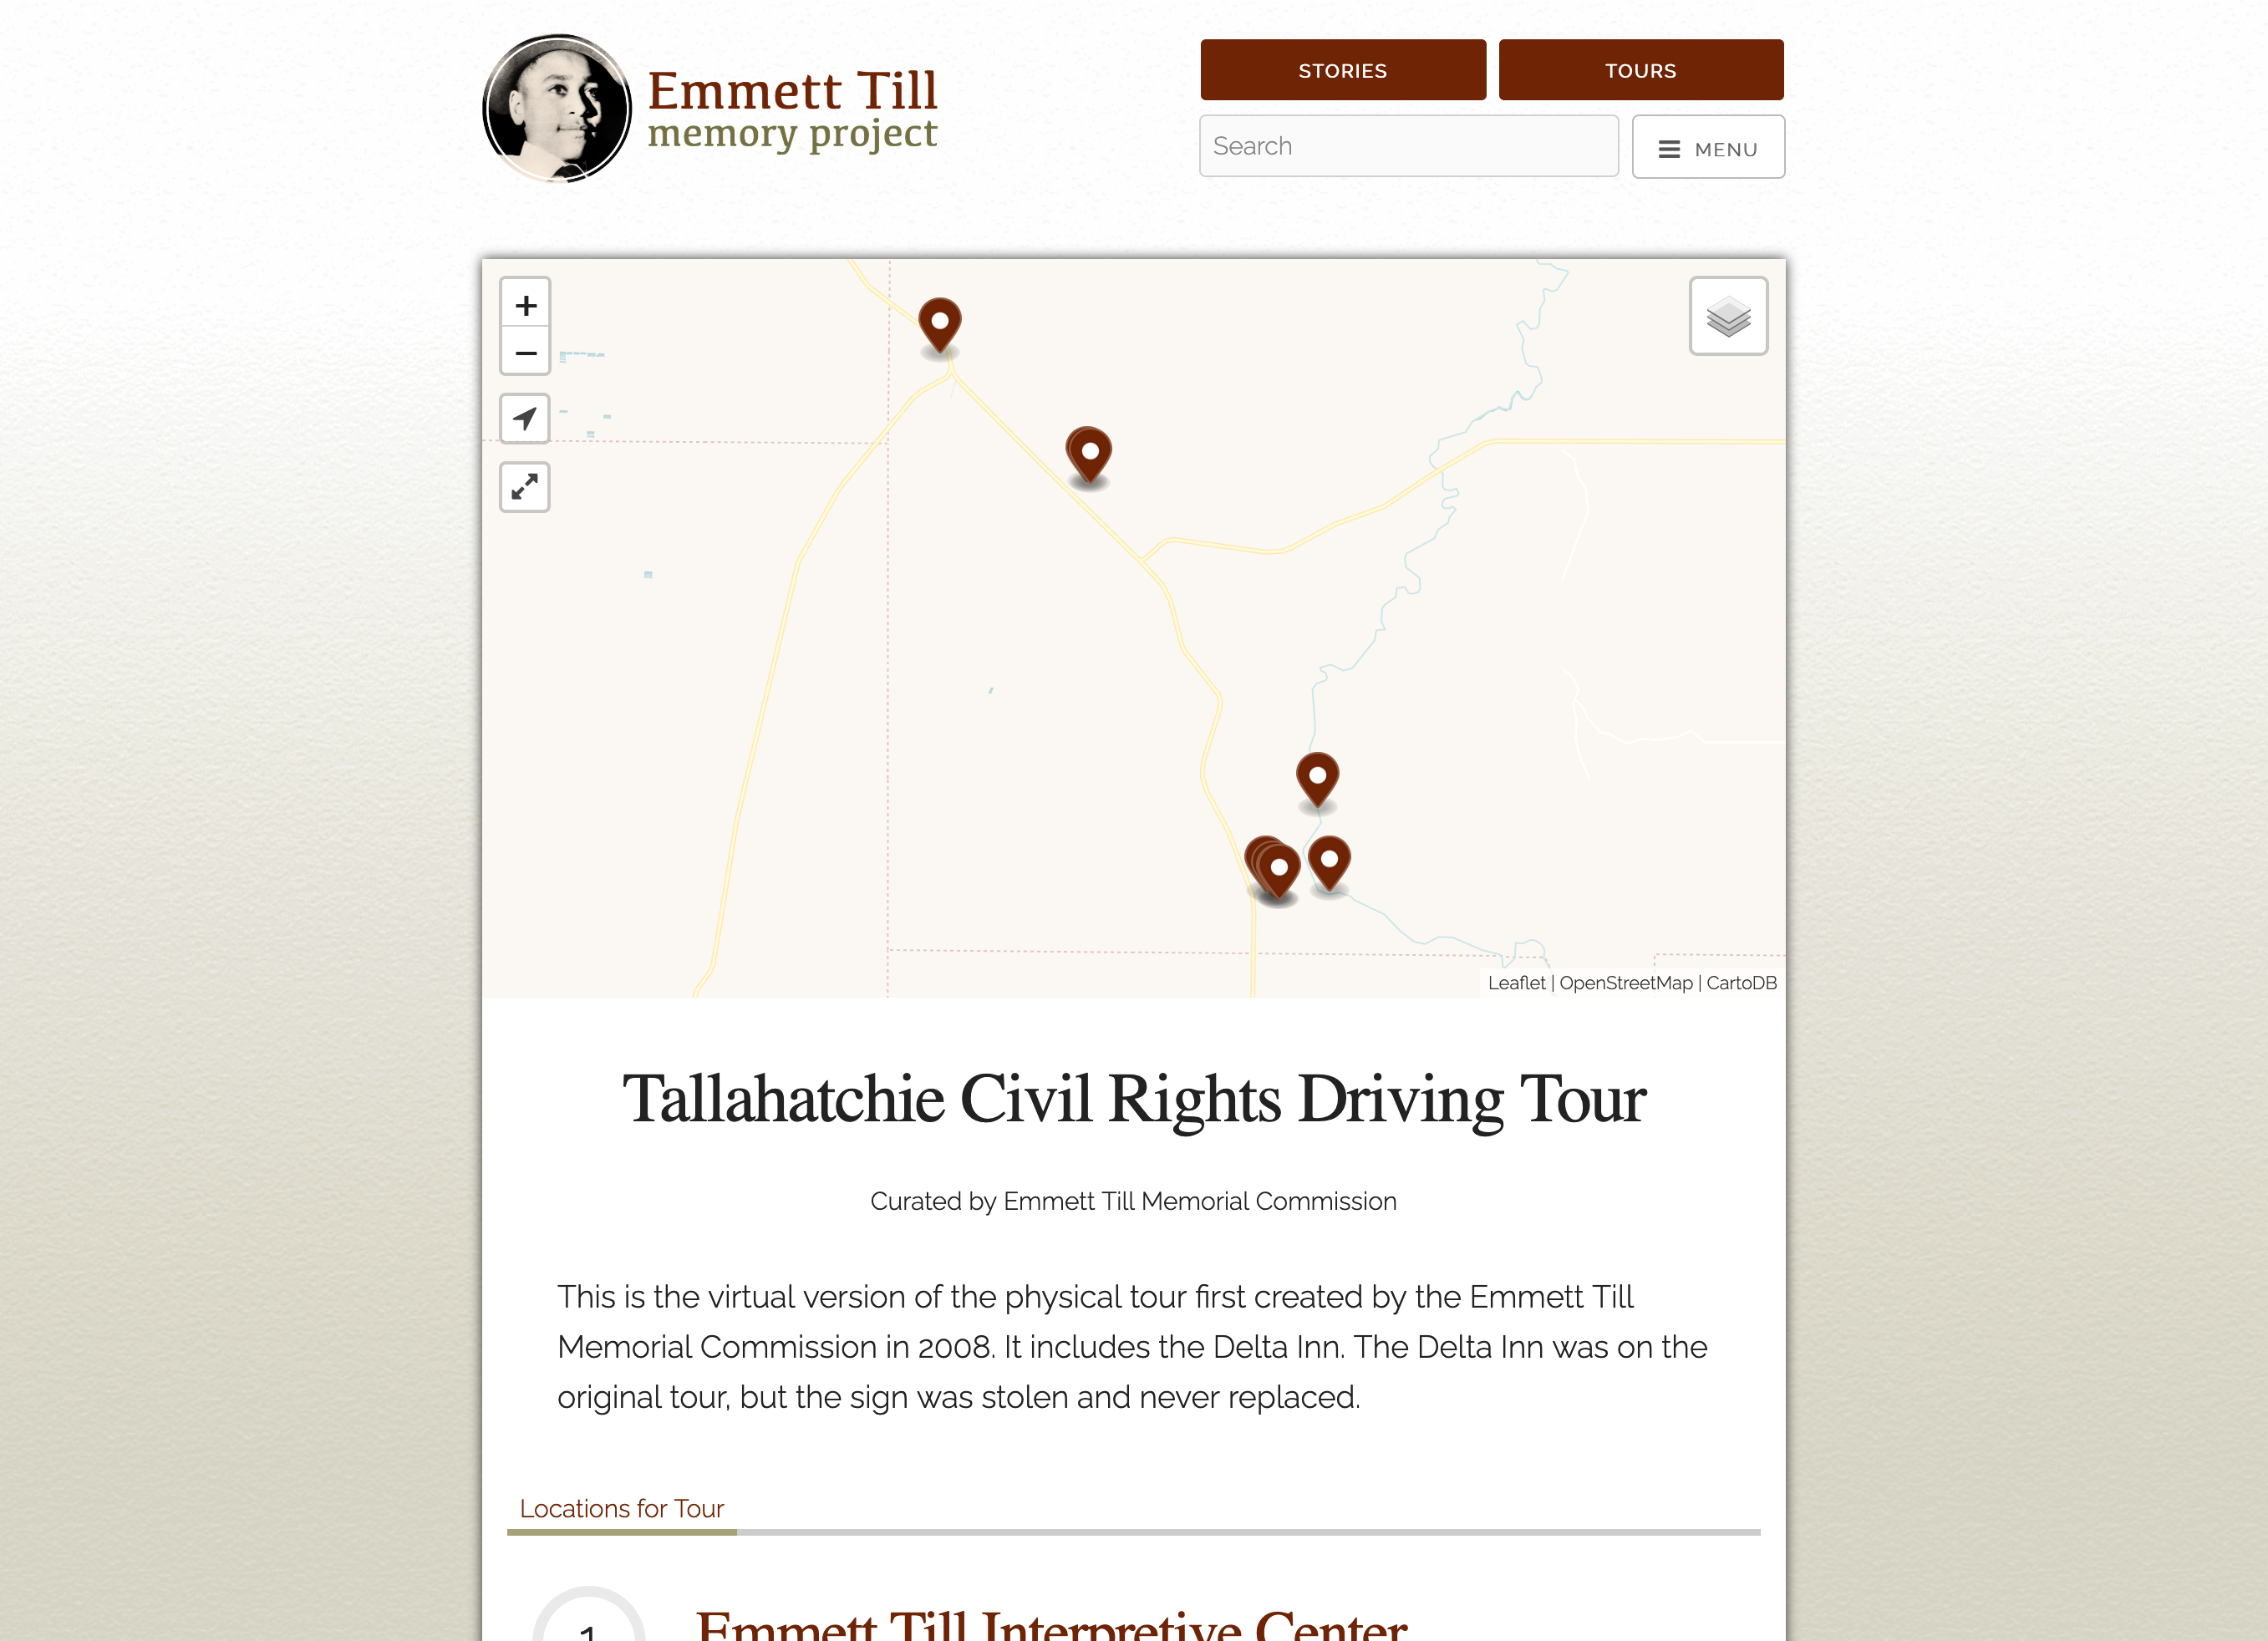 Emmett Till
memory project
STORIES
TOURS
Search
MENU
+
−
Leaflet | OpenStreetMap | CartoDB
Tallahatchie Civil Rights Driving Tour
Curated by Emmett Till Memorial Commission
This is the virtual version of the physical tour first created by the Emmett Till
Memorial Commission in 2008. It includes the Delta Inn. The Delta Inn was on the
original tour, but the sign was stolen and never replaced.
Locations for Tour
1
Emmett Till Interpretive Center